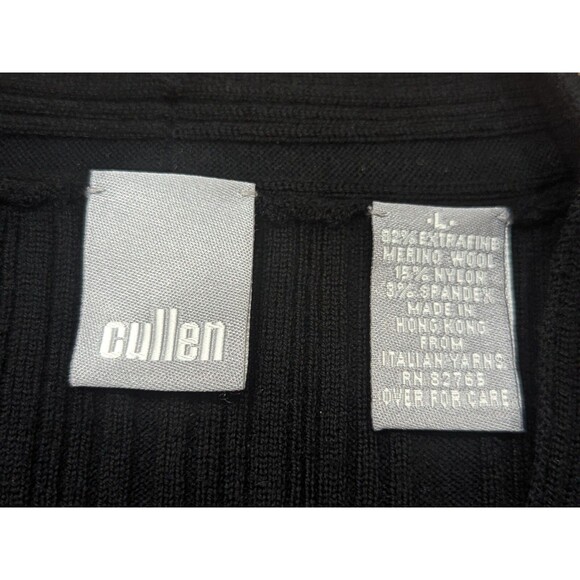 cullen
·L·
82% EXTRAFINE
MERINO WOOL
15% NYLON
3% SPANDEX
MADE IN
HONG KONG
FROM
ITALIAN YARNS
RN 82765
OVER FOR CARE